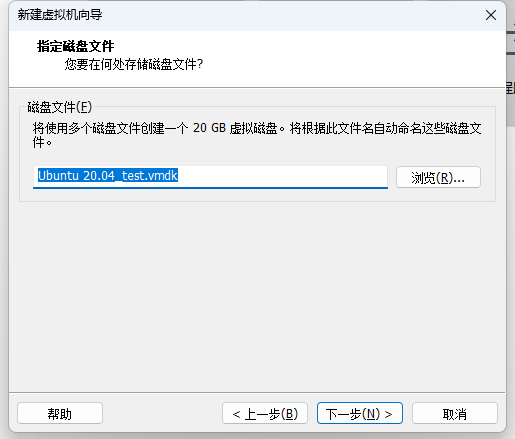 新建虚拟机向导
指定磁盘文件
您要在何处存储磁盘文件?
磁盘文件(F)
将使用多个磁盘文件创建一个 20 GB 虚拟磁盘。将根据此文件名自动命名这些磁盘文
件。
Ubuntu 20.04_test.vmdk
浏览(R)...
帮助
< 上一步(B)
下一步(N) >
取消